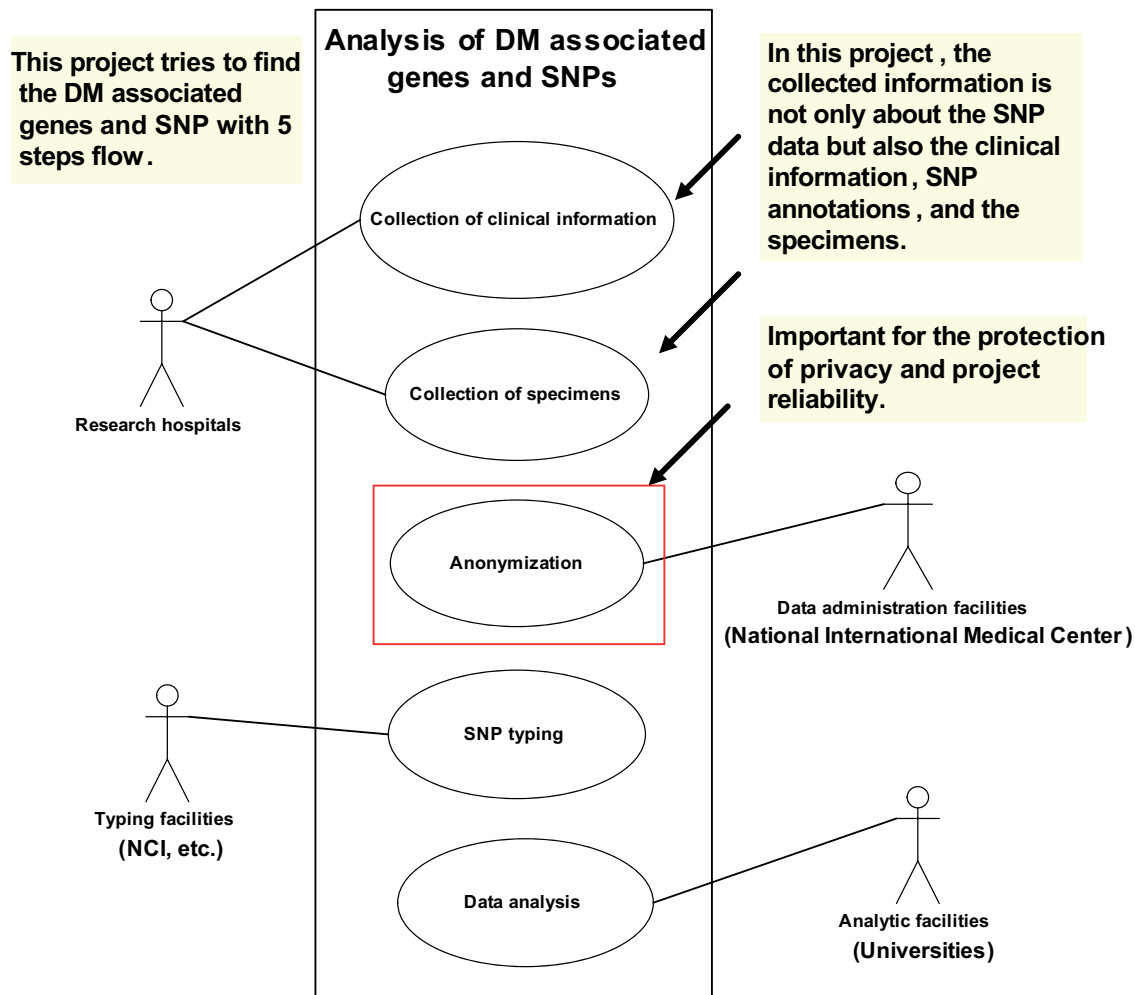 This project tries to find
the DM associated
genes and SNP with 5
steps flow.
Analysis of DM associated
genes and SNPs
In this project, the
collected information is
not only about the SNP
data but also the clinical
information, SNP
annotations, and the
specimens.
Collection of clinical information
Research hospitals
Collection of specimens
Important for the protection
of privacy and project
reliability.
Anonymization
Data administration facilities
(National International Medical Center)
SNP typing
Typing facilities
(NCI, etc.)
Data analysis
Analytic facilities
(Universities)